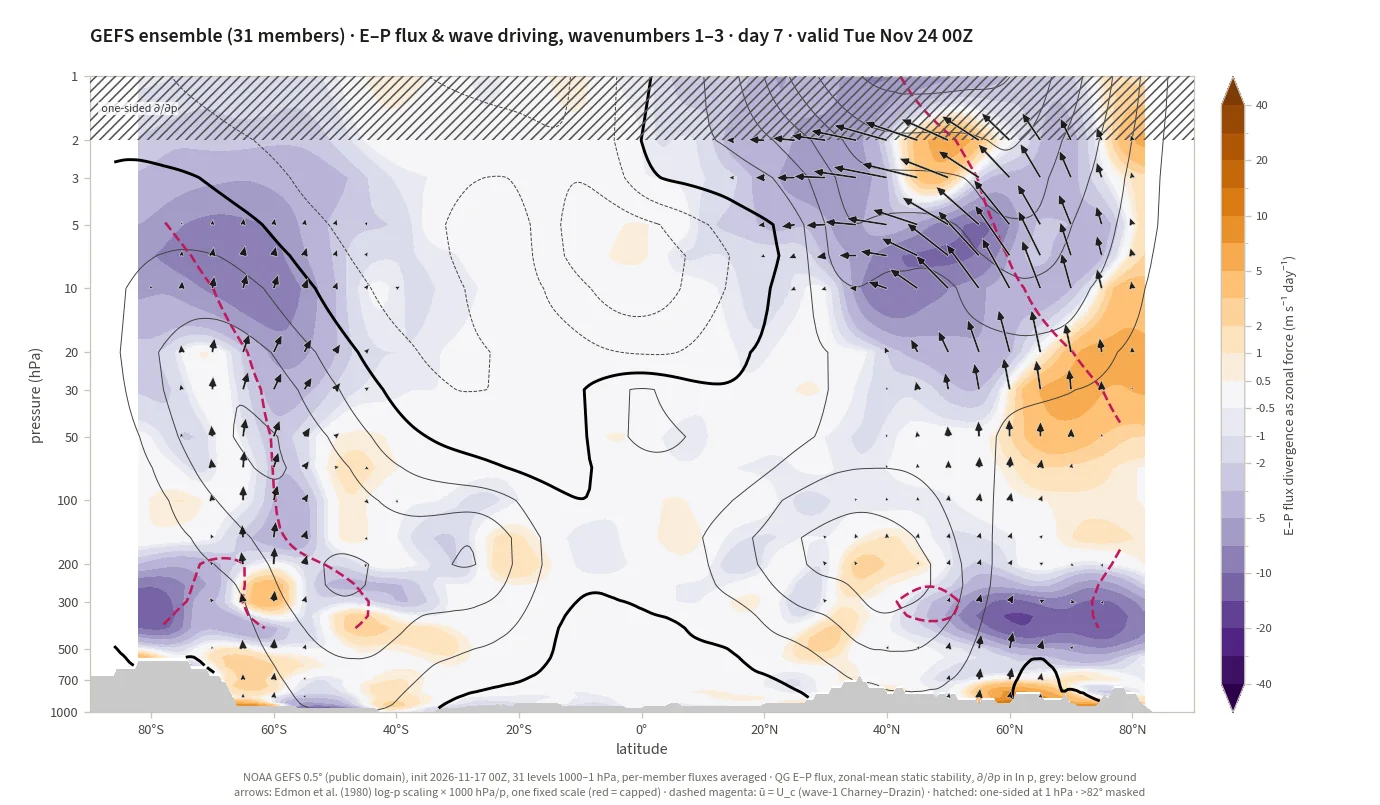 GEFS ensemble (31 members) · E–P flux & wave driving, wavenumbers 1–3 · day 7 · valid Tue Nov 24 00Z
one-sided ∂/∂p
1
2
3
5
10
20
30
50
100
200
300
500
700
1000
pressure (hPa)
80°S
60°S
40°S
20°S
0°
20°N
40°N
60°N
80°N
latitude
40
20
10
5
2
1
0.5
-0.5
-1
-2
-5
-10
-20
-40
E–P flux divergence as zonal force (m s⁻¹ day⁻¹)
NOAA GEFS 0.5° (public domain), init 2026-11-17 00Z, 31 levels 1000–1 hPa, per-member fluxes averaged · QG E–P flux, zonal-mean static stability, ∂/∂p in ln p, grey: below ground
arrows: Edmon et al. (1980) log-p scaling × 1000 hPa/p, one fixed scale (red = capped) · dashed magenta: ū = U_c (wave-1 Charney–Drazin) · hatched: one-sided at 1 hPa · >82° masked